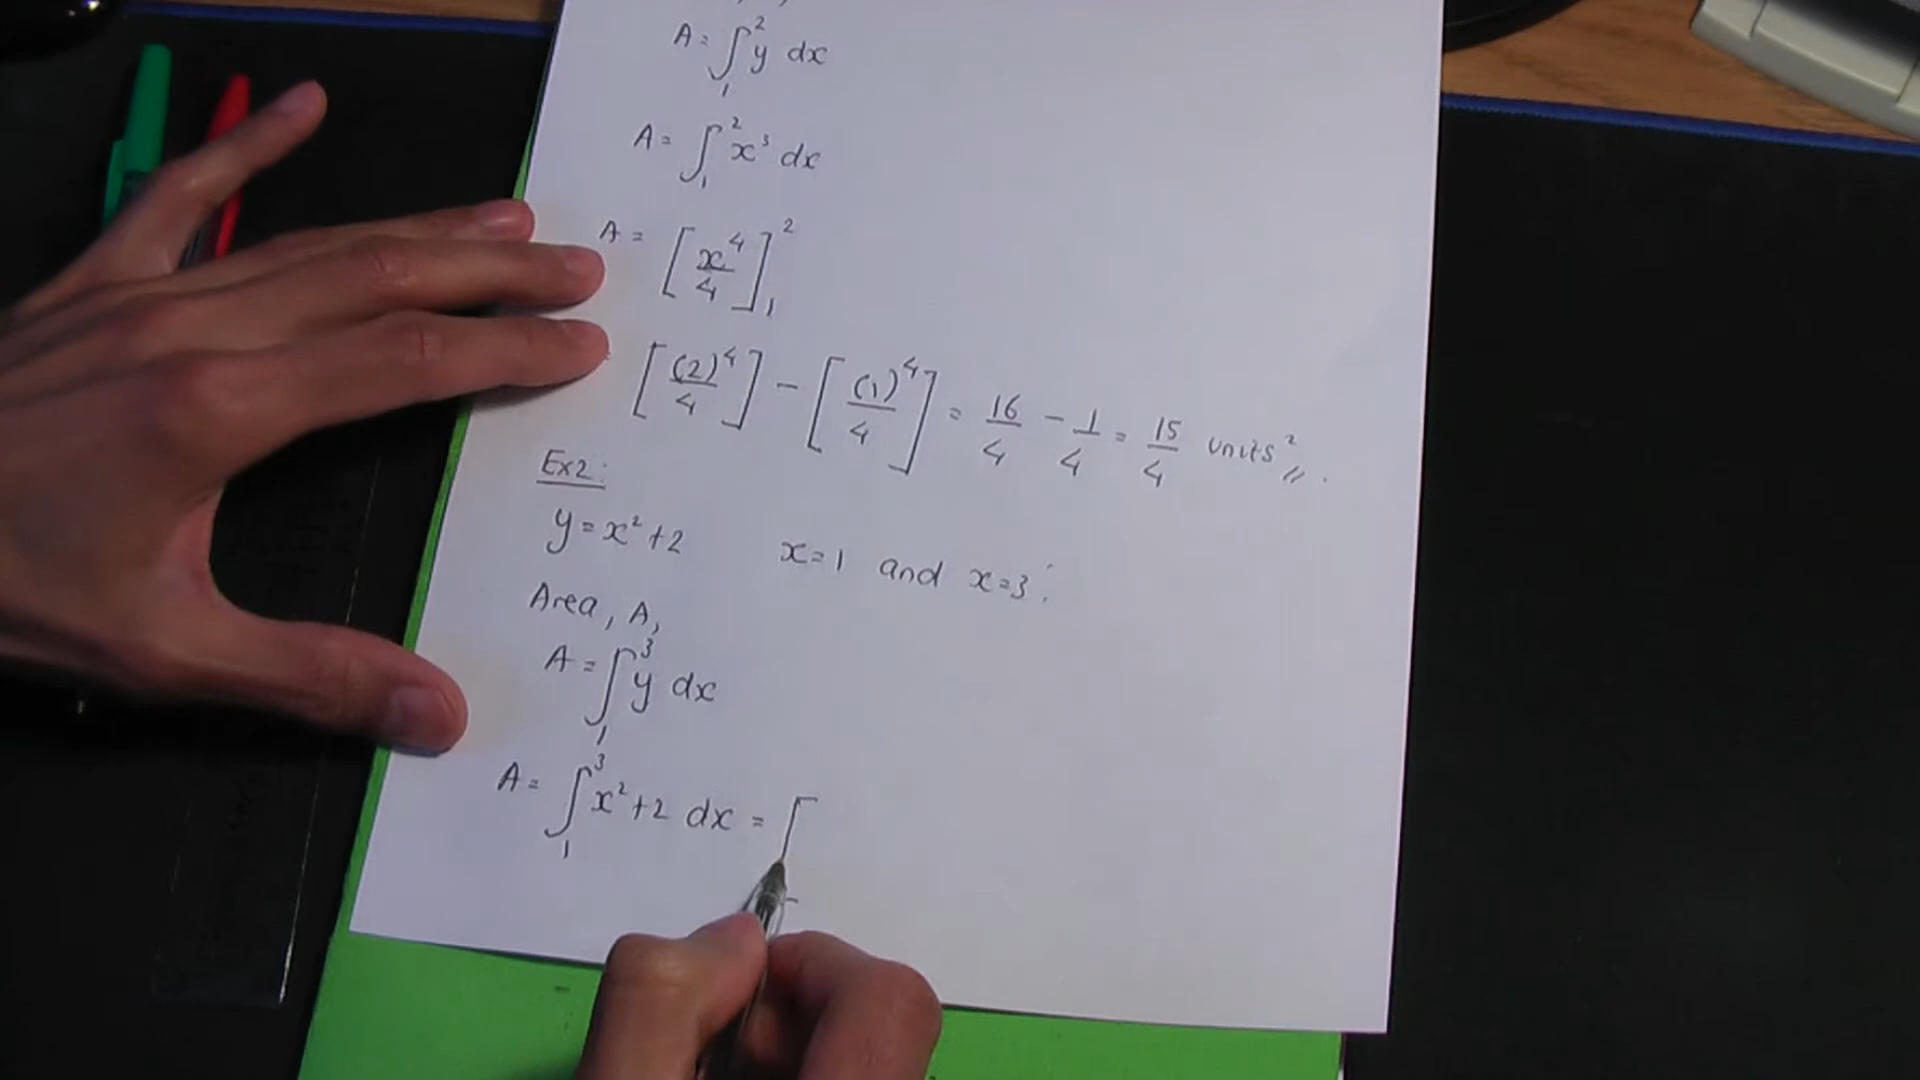 A = ∫₁² y dx
A = ∫₁² x³ dx
A = [x⁴/4]₁²
= [(2)⁴/4] - [(1)⁴/4] = 16/4 - 1/4 = 15/4 units² //.
Ex2:
y = x² + 2 x = 1 and x = 3:
Area, A,
A = ∫₁³ y dx
A = ∫₁³ x² + 2 dx = [